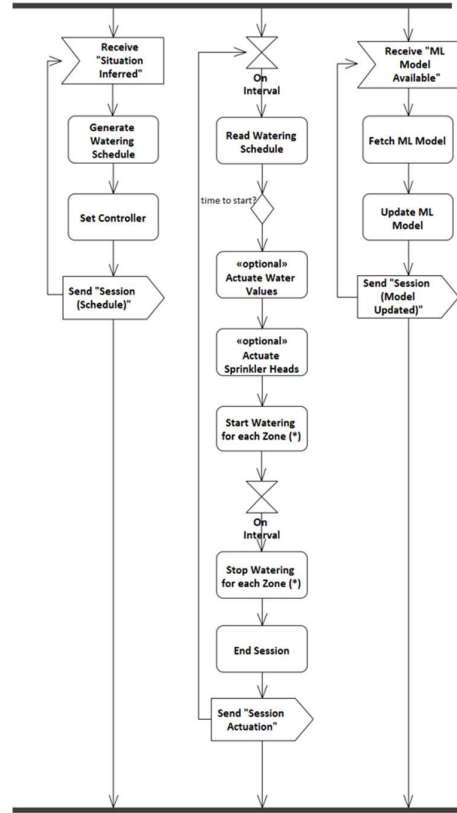 Receive
"Situation
Inferred"
Generate
Watering
Schedule
Set Controller
Send "Session
(Schedule)"
On
Interval
Read Watering
Schedule
time to start?
«optional»
Actuate Water
Values
«optional»
Actuate
Sprinkler Heads
Start Watering
for each Zone (*)
On
Interval
Stop Watering
for each Zone (*)
End Session
Send "Session
Actuation"
Receive "ML
Model
Available"
Fetch ML Model
Update ML
Model
Send "Session
(Model
Updated)"